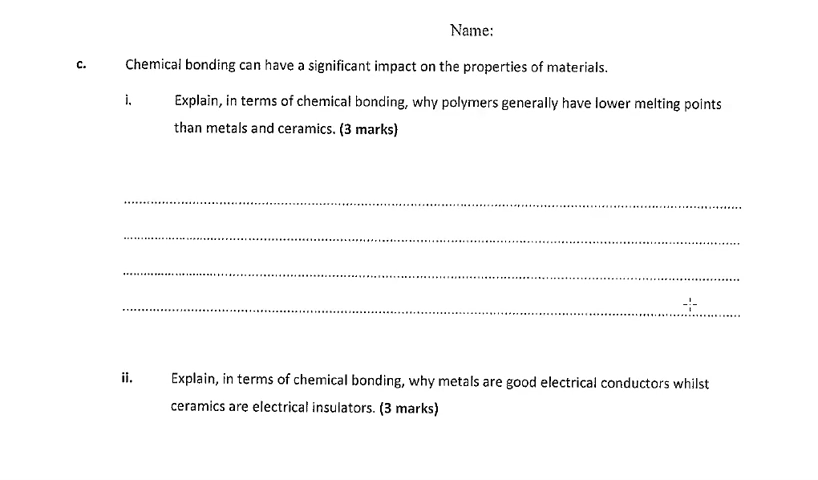 Name:
c. Chemical bonding can have a significant impact on the properties of materials.
i. Explain, in terms of chemical bonding, why polymers generally have lower melting points
than metals and ceramics. (3 marks)
ii. Explain, in terms of chemical bonding, why metals are good electrical conductors whilst
ceramics are electrical insulators. (3 marks)